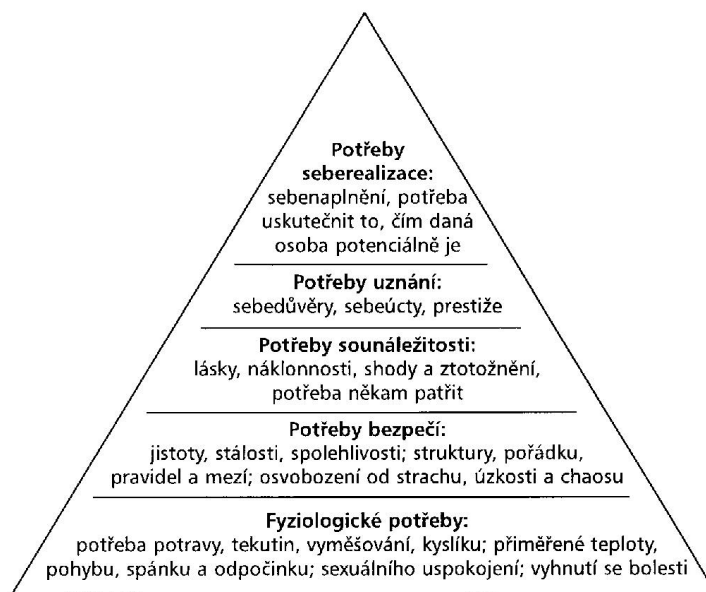 Potřeby
seberealizace:
sebenaplnění, potřeba
uskutečnit to, čím daná
osoba potenciálně je
Potřeby uznání:
sebedůvěry, sebeúcty, prestiže
Potřeby sounáležitosti:
lásky, náklonnosti, shody a ztotožnění,
potřeba někam patřit
Potřeby bezpečí:
jistoty, stálosti, spolehlivosti; struktury, pořádku,
pravidel a mezí; osvobození od strachu, úzkosti a chaosu
Fyziologické potřeby:
potřeba potravy, tekutin, vyměšování, kyslíku; přiměřené teploty,
pohybu, spánku a odpočinku; sexuálního uspokojení; vyhnutí se bolesti